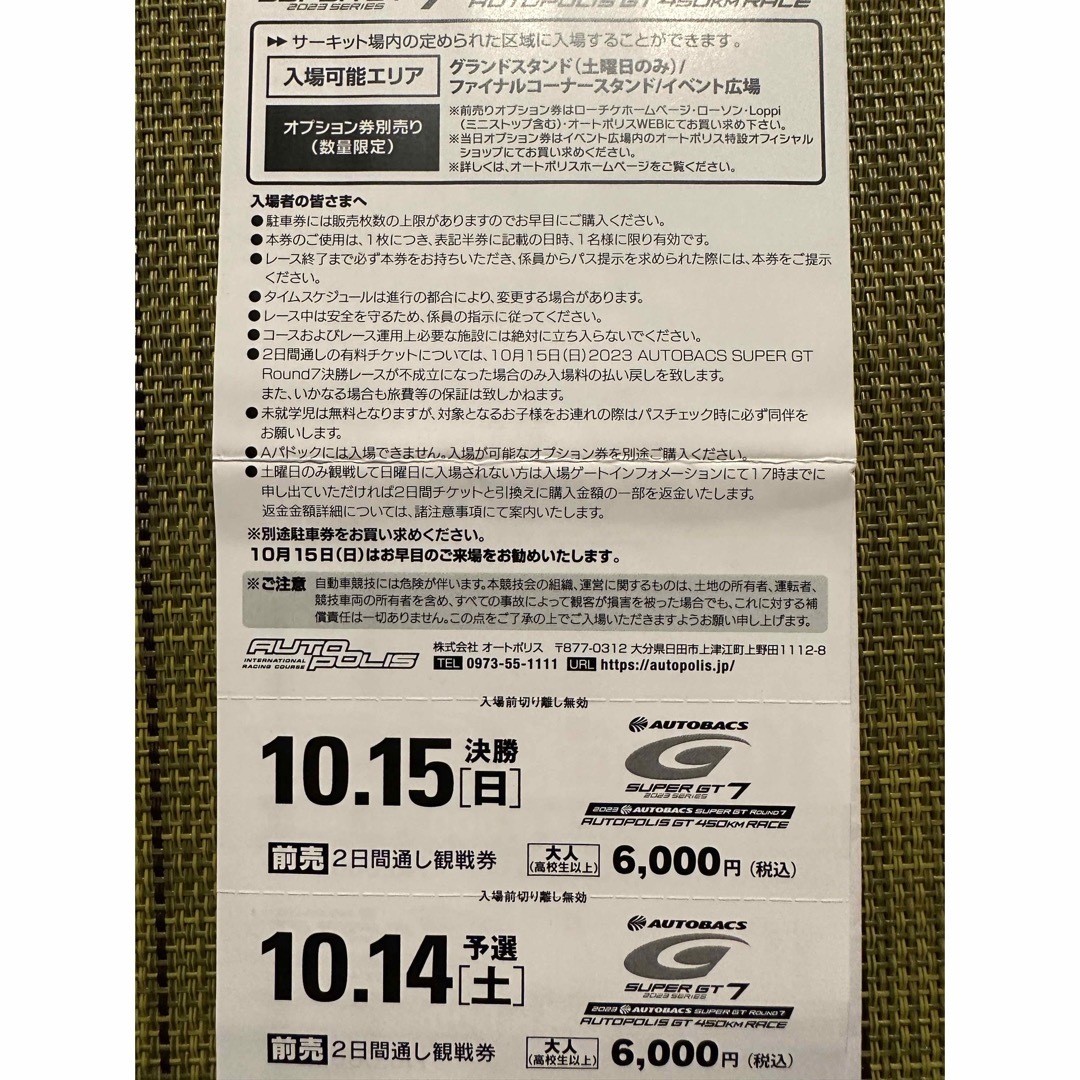 2023 SERIES 7 AUTOPOLIS GT 450KM RACE
▶▶ サーキット場内の定められた区域に入場することができます。
入場可能エリア
グランドスタンド(土曜日のみ)/
ファイナルコーナースタンド/イベント広場
オプション券別売り
(数量限定)
※前売りオプション券はローチケホームページ・ローソン・Loppi
(ミニストップ含む)・オートポリスWEBにてお買い求め下さい。
※当日オプション券はイベント広場内のオートポリス特設オフィシャル
ショップにてお買い求めください。
※詳しくは、オートポリスホームページをご覧ください。
入場者の皆さまへ
●駐車券には販売枚数の上限がありますのでお早目にご購入ください。
●本券のご使用は、1枚につき、表記半券に記載の日時、1名様に限り有効です。
●レース終了まで必ず本券をお持ちいただき、係員からパス提示を求められた際には、本券をご提示
ください。
●タイムスケジュールは進行の都合により、変更する場合があります。
●レース中は安全を守るため、係員の指示に従ってください。
●コースおよびレース運用上必要な施設には絶対に立ち入らないでください。
●2日間通しの有料チケットについては、10月15日(日)2023 AUTOBACS SUPER GT
Round7決勝レースが不成立になった場合のみ入場料の払い戻しを致します。
また、いかなる場合も旅費等の保証は致しかねます。
●未就学児は無料となりますが、対象となるお子様をお連れの際はパスチェック時に必ず同伴を
お願いします。
●Aパドックには入場できません。入場が可能なオプション券を別途ご購入ください。
●土曜日のみ観戦して日曜日に入場されない方は入場ゲートインフォメーションにて17時までに
申し出ていただければ2日間チケットと引換えに購入金額の一部を返金いたします。
返金金額詳細については、諸注意事項にて案内いたします。
※別途駐車券をお買い求めください。
10月15日(日)はお早目のご来場をお勧めいたします。
※ご注意 自動車競技には危険が伴います。本競技会の組織、運営に関するものは、土地の所有者、運転者、
競技車両の所有者を含め、すべての事故によって観客が損害を被った場合でも、これに対する補
償責任は一切ありません。この点をご了承の上でご入場いただきますようお願い申し上げます。
AUTOPOLIS
INTERNATIONAL
RACING COURSE
株式会社 オートポリス 〒877-0312 大分県日田市上津江町上野田1112-8
TEL 0973-55-1111 URL https://autopolis.jp/
入場前切り離し無効
10.15 決勝
[日]
AUTOBACS
SUPER GT 7
2023 SERIES
2023 AUTOBACS SUPER GT ROUND 7
AUTOPOLIS GT 450KM RACE
前売 2日間通し観戦券 大人
(高校生以上) 6,000円(税込)
入場前切り離し無効
10.14 予選
[土]
AUTOBACS
SUPER GT 7
2023 SERIES
2023 AUTOBACS SUPER GT ROUND 7
AUTOPOLIS GT 450KM RACE
前売 2日間通し観戦券 大人
(高校生以上) 6,000円(税込)